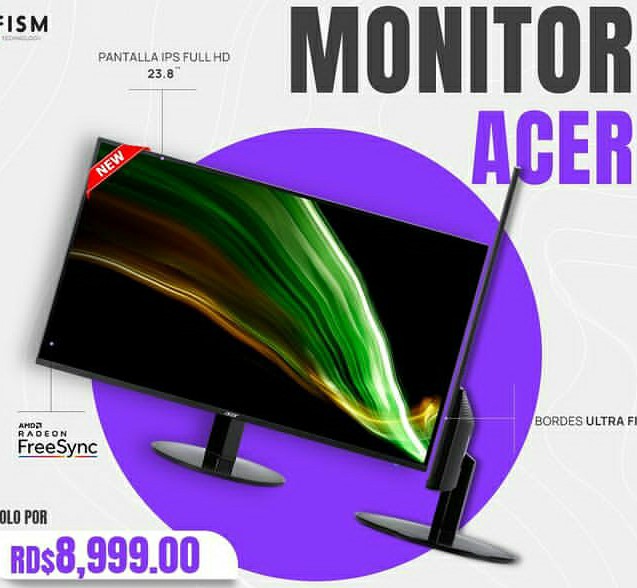 FISM
TECHNOLOGY
MONITOR
ACER
PANTALLA IPS FULL HD
23.8"
NEW
acer
AMD
RADEON
FreeSync
BORDES ULTRA FI
OLO POR
RD$8,999.00